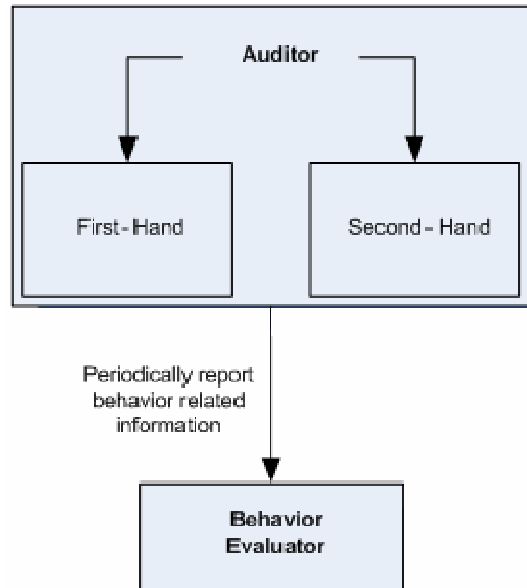 Auditor
First-Hand
Second-Hand
Periodically report
behavior related
information
Behavior
Evaluator